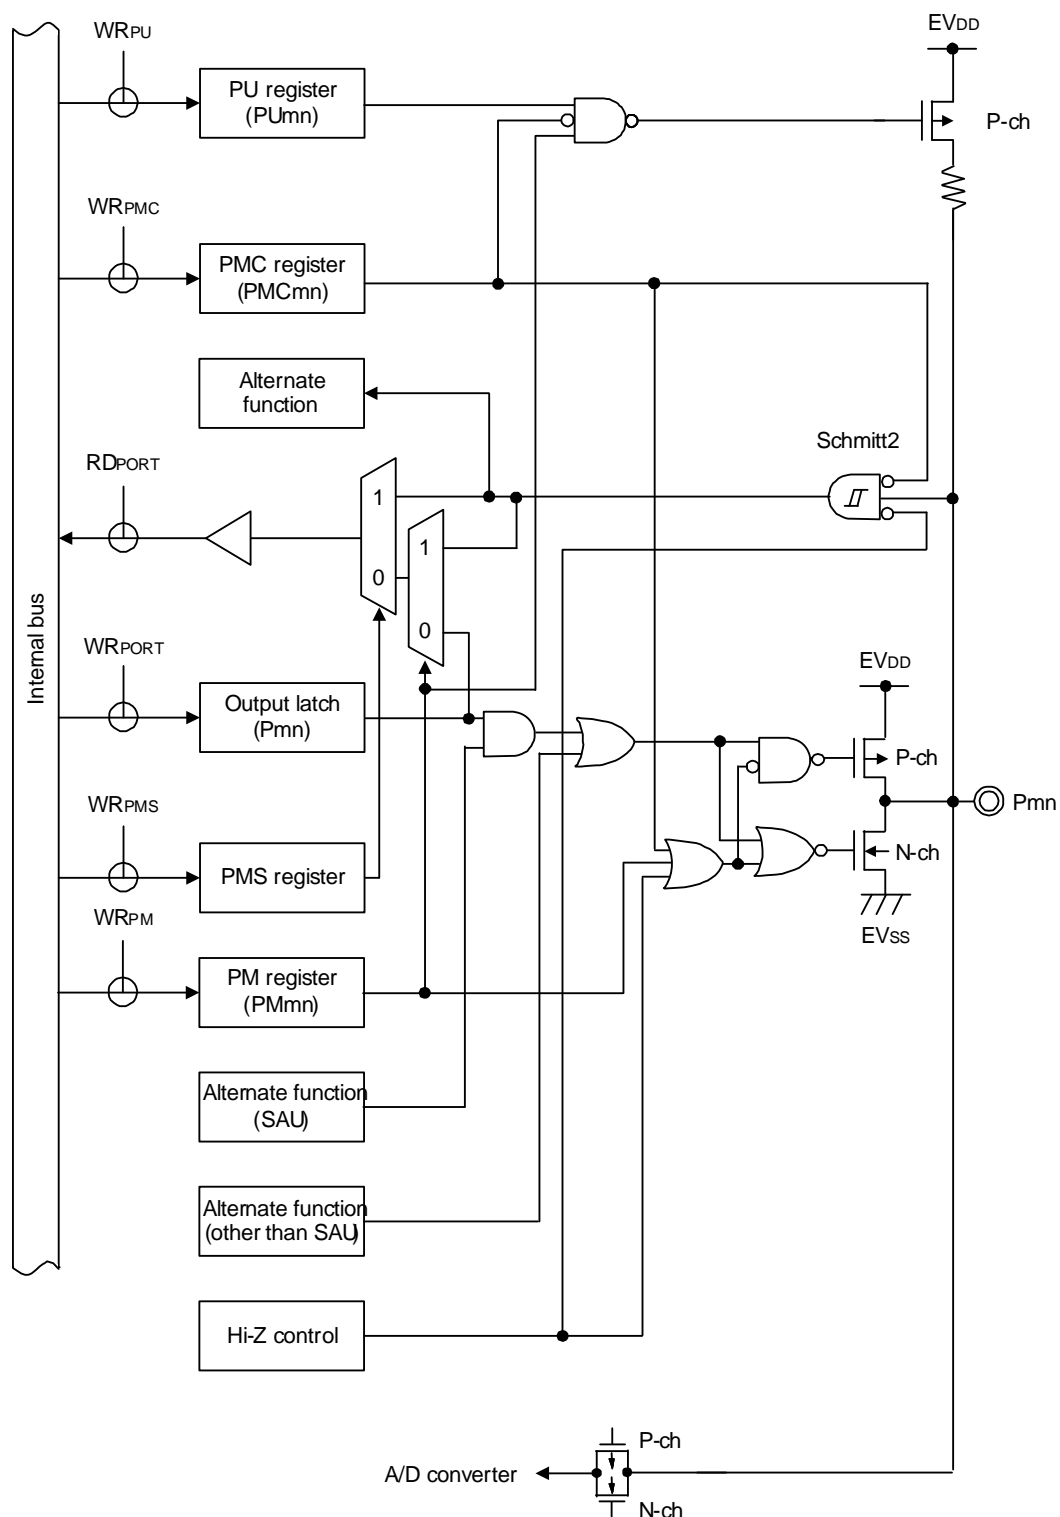 WRPU
EVDD
PU register
(PUmn)
P-ch
WRPMC
PMC register
(PMCmn)
Alternate
function
Schmitt2
RDPORT
1
1
0
0
Internal bus
WRPORT
EVDD
Output latch
(Pmn)
P-ch
Pmn
WRPMS
N-ch
PMS register
WRPM
EVSS
PM register
(PMmn)
Alternate function
(SAU)
Alternate function
(other than SAU)
Hi-Z control
P-ch
A/D converter
N-ch